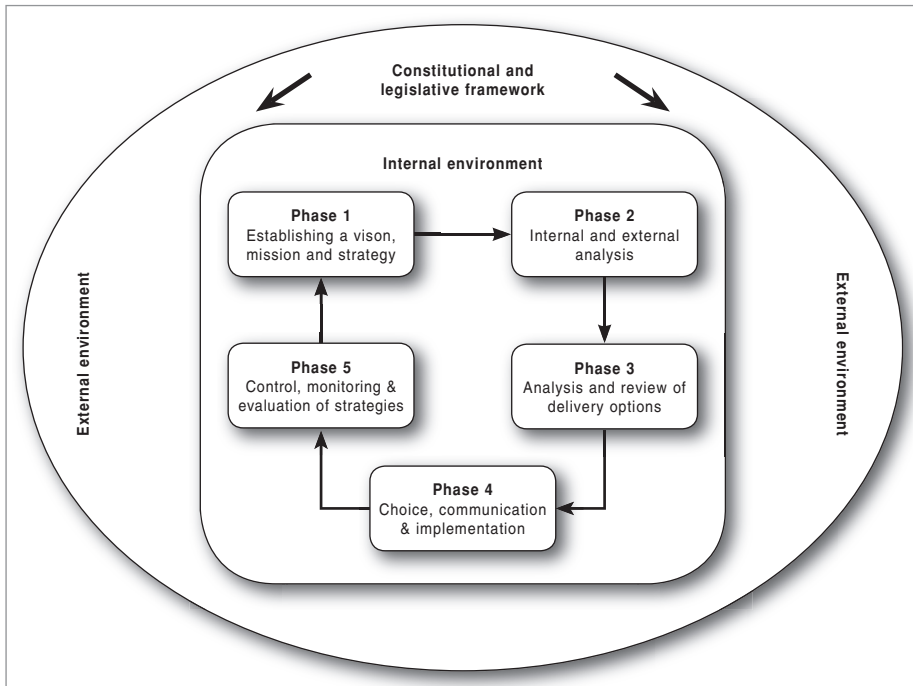 Constitutional and
legislative framework
Internal environment
Phase 1
Establishing a vison,
mission and strategy
Phase 2
Internal and external
analysis
External environment
External environment
Phase 5
Control, monitoring &
evaluation of strategies
Phase 3
Analysis and review of
delivery options
Phase 4
Choice, communication
& implementation